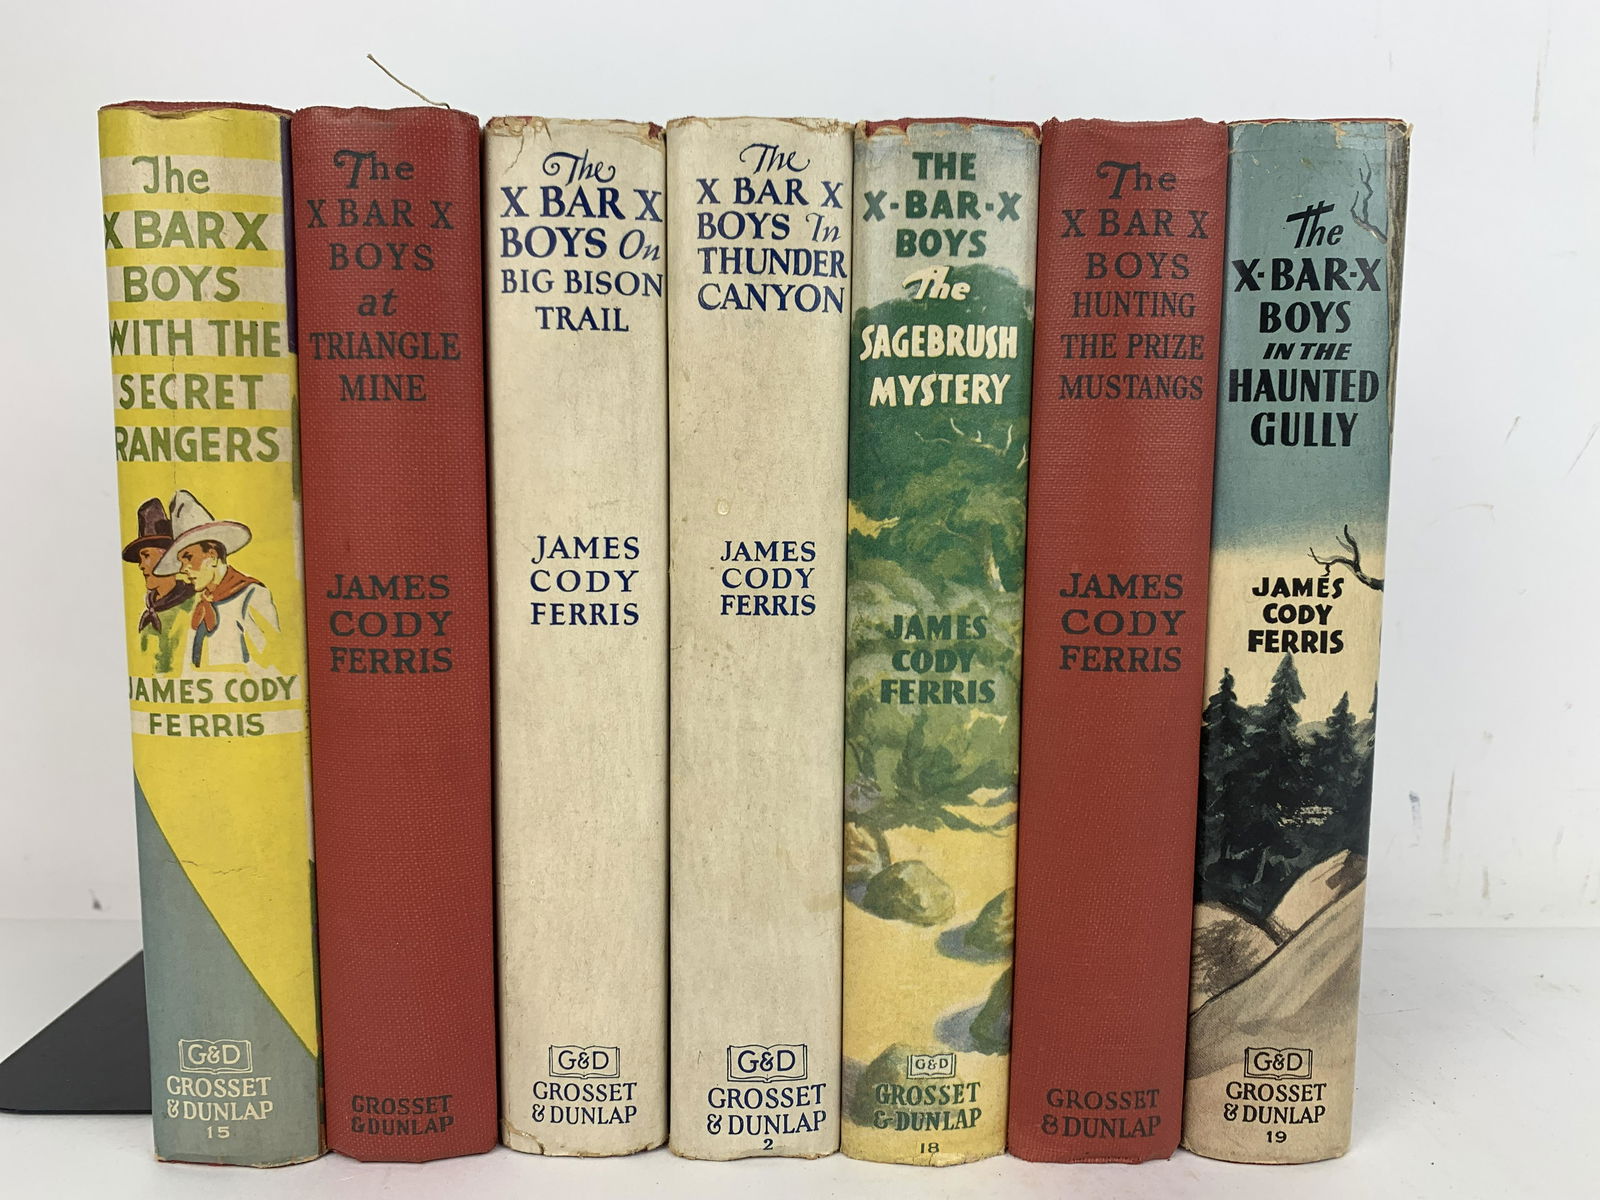 The
X BAR X
BOYS
WITH THE
SECRET
RANGERS
JAMES CODY
FERRIS
G&D
GROSSET
& DUNLAP
15
The
X BAR X
BOYS
at
TRIANGLE
MINE
JAMES
CODY
FERRIS
GROSSET
& DUNLAP
The
X BAR X
BOYS On
BIG BISON
TRAIL
JAMES
CODY
FERRIS
G&D
GROSSET
& DUNLAP
The
X BAR X
BOYS In
THUNDER
CANYON
JAMES
CODY
FERRIS
G&D
GROSSET
& DUNLAP
2
THE
X-BAR-X
BOYS
The
SAGEBRUSH
MYSTERY
JAMES
CODY
FERRIS
G&D
GROSSET
& DUNLAP
18
The
X BAR X
BOYS
HUNTING
THE PRIZE
MUSTANGS
JAMES
CODY
FERRIS
GROSSET
& DUNLAP
The
X-BAR-X
BOYS
IN THE
HAUNTED
GULLY
JAMES
CODY
FERRIS
G&D
GROSSET
& DUNLAP
19